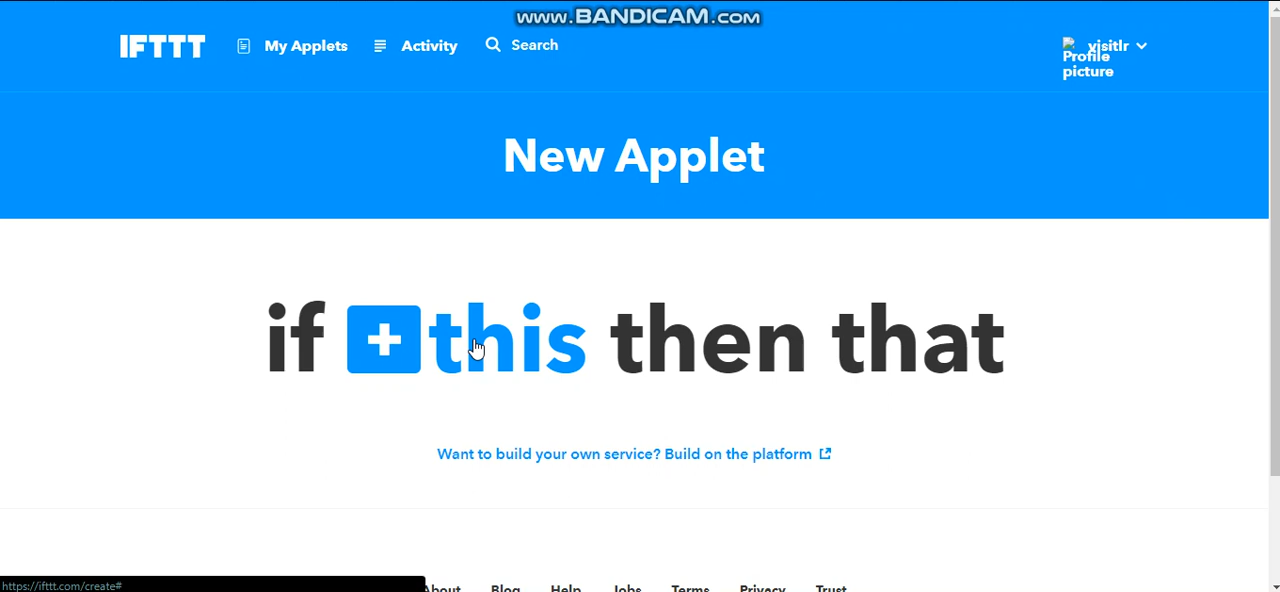 www.BANDICAM.com
IFTTT My Applets Activity Search visitlr
Profile picture
New Applet
if + this then that
Want to build your own service? Build on the platform
https://ifttt.com/create#
About Blog Help Jobs Terms Privacy Trust